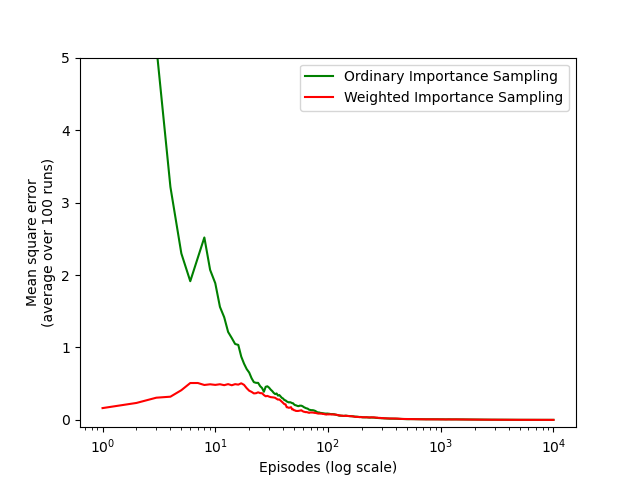 5
4
3
2
1
0
Mean square error
(average over 100 runs)
Ordinary Importance Sampling
Weighted Importance Sampling
10⁰
10¹
10²
10³
10⁴
Episodes (log scale)